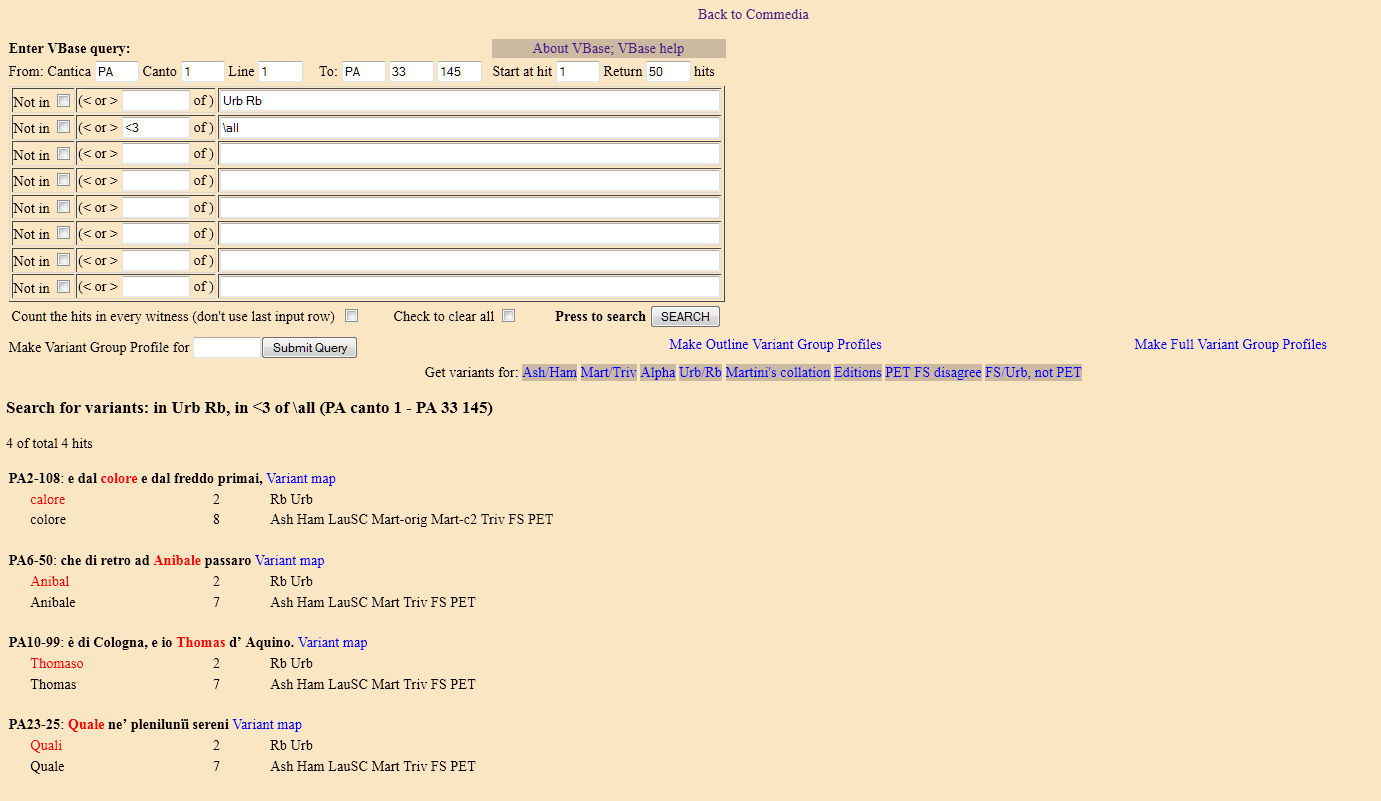 Back to Commedia
Enter VBase query: About VBase; VBase help
From: Cantica PA Canto 1 Line 1 To: PA 33 145 Start at hit 1 Return 50 hits
Not in (< or > of ) Urb Rb
Not in (< or > <3 of ) \all
Not in (< or > of )
Not in (< or > of )
Not in (< or > of )
Not in (< or > of )
Not in (< or > of )
Not in (< or > of )
Count the hits in every witness (don't use last input row) Check to clear all Press to search SEARCH
Make Variant Group Profile for Submit Query Make Outline Variant Group Profiles Make Full Variant Group Profiles
Get variants for: Ash/Ham Mart/Triv Alpha Urb/Rb Martini's collation Editions PET FS disagree FS/Urb, not PET
Search for variants: in Urb Rb, in <3 of \all (PA canto 1 - PA 33 145)
4 of total 4 hits
PA2-108: e dal colore e dal freddo primai, Variant map
calore 2 Rb Urb
colore 8 Ash Ham LauSC Mart-orig Mart-c2 Triv FS PET
PA6-50: che di retro ad Anibale passaro Variant map
Anibal 2 Rb Urb
Anibale 7 Ash Ham LauSC Mart Triv FS PET
PA10-99: è di Cologna, e io Thomas d’ Aquino. Variant map
Thomaso 2 Rb Urb
Thomas 7 Ash Ham LauSC Mart Triv FS PET
PA23-25: Quale ne’ plenilunïi sereni Variant map
Quali 2 Rb Urb
Quale 7 Ash Ham LauSC Mart Triv FS PET